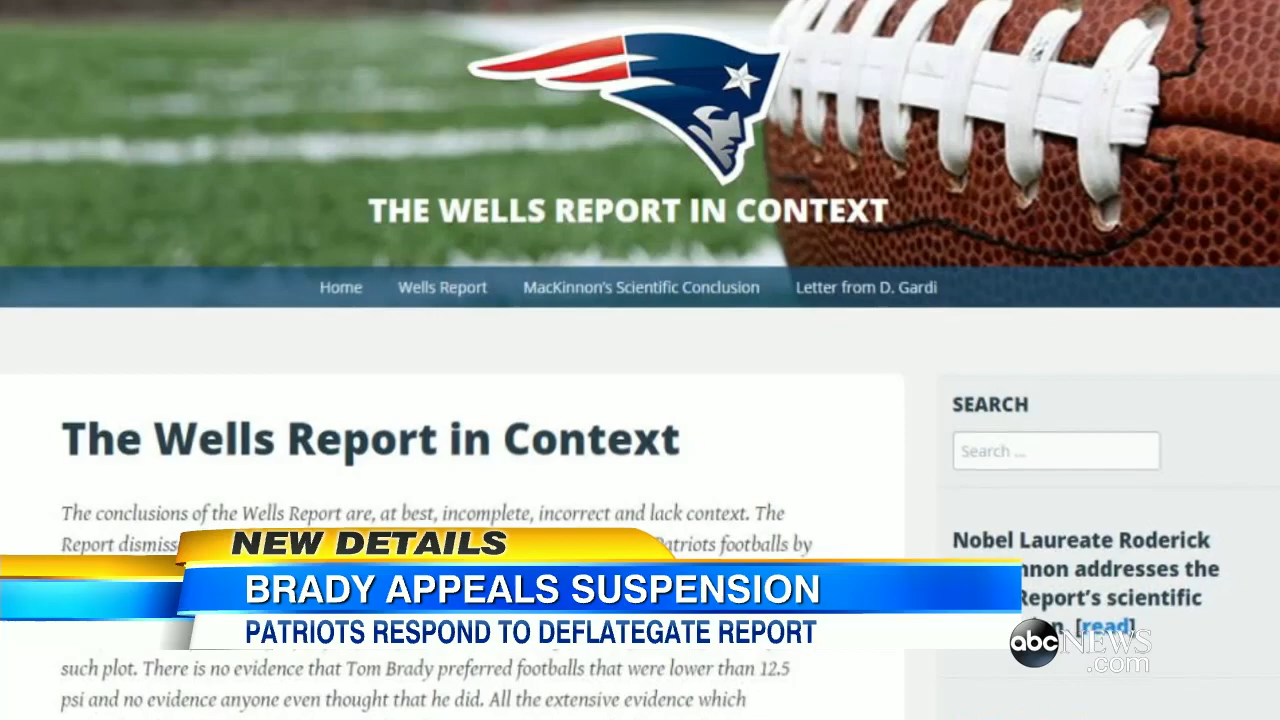 THE WELLS REPORT IN CONTEXT
Home Wells Report MacKinnon's Scientific Conclusion Letter from D. Gardi
The Wells Report in Context
The conclusions of the Wells Report are, at best, incomplete, incorrect and lack context. The
Report Patriots footballs by
such plot. There is no evidence that Tom Brady preferred footballs that were lower than 12.5
psi and no evidence anyone even thought that he did. All the extensive evidence which
SEARCH
Search ...
Nobel Laureate Roderick
addresses the
Report's scientific
[read]
NEW DETAILS
BRADY APPEALS SUSPENSION
PATRIOTS RESPOND TO DEFLATEGATE REPORT
abc NEWS
.com